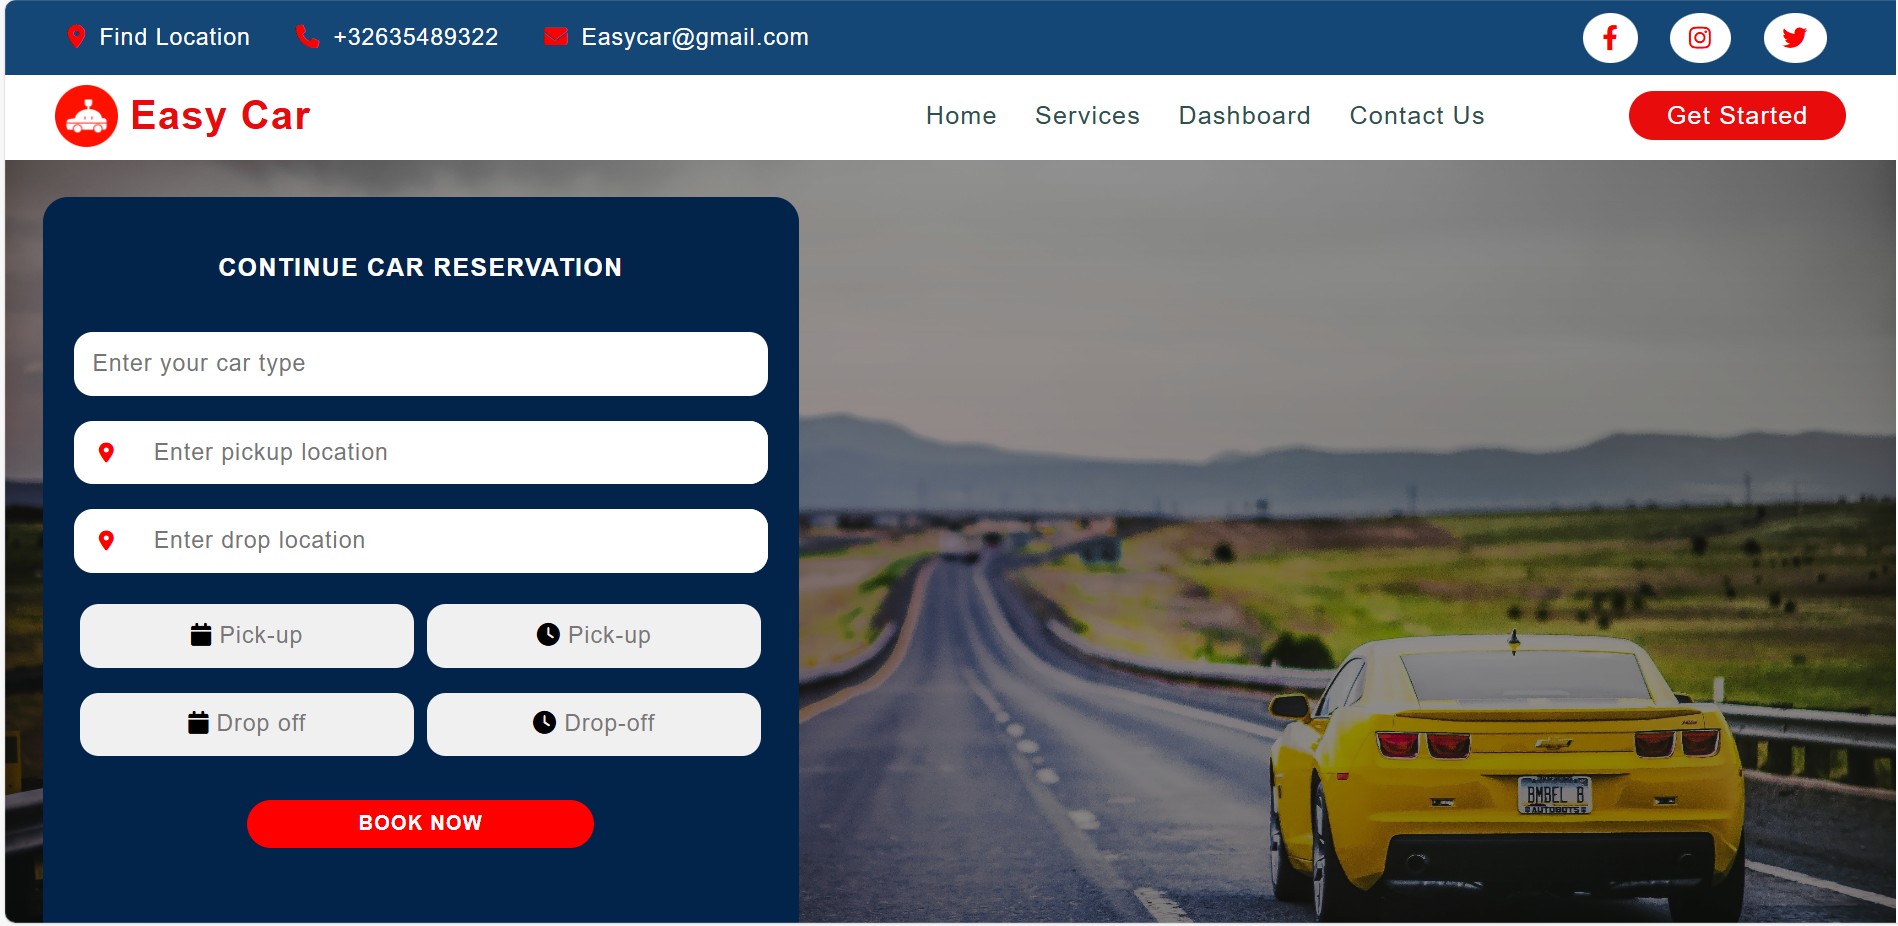 Find Location +32635489322 Easycar@gmail.com
Easy Car Home Services Dashboard Contact Us Get Started
CONTINUE CAR RESERVATION
Enter your car type
Enter pickup location
Enter drop location
Pick-up Pick-up
Drop off Drop-off
BOOK NOW
BMBEL B
AUTOBOTS